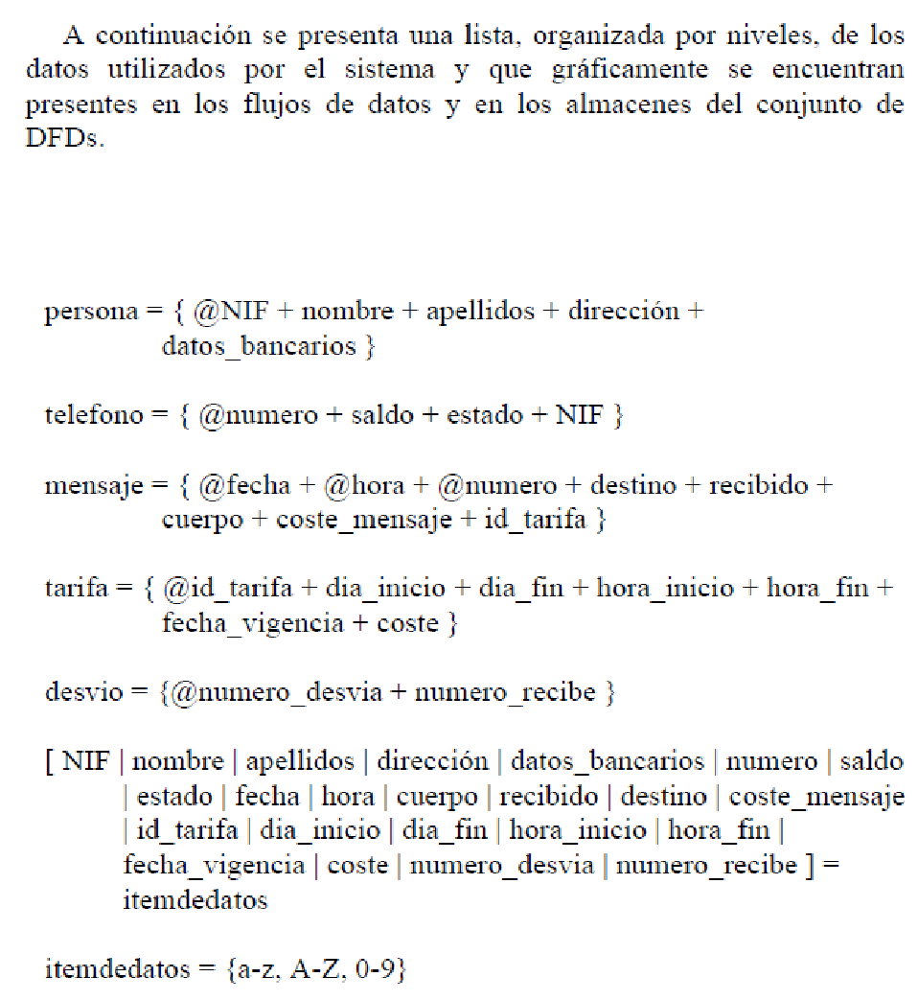 A continuación se presenta una lista, organizada por niveles, de los
datos utilizados por el sistema y que gráficamente se encuentran
presentes en los flujos de datos y en los almacenes del conjunto de
DFDs.
persona = { @NIF + nombre + apellidos + dirección +
datos_bancarios }
telefono = { @numero + saldo + estado + NIF }
mensaje = { @fecha + @hora + @numero + destino + recibido +
cuerpo + coste_mensaje + id_tarifa }
tarifa = { @id_tarifa + dia_inicio + dia_fin + hora_inicio + hora_fin +
fecha_vigencia + coste }
desvio = {@numero_desvia + numero_recibe }
[ NIF | nombre | apellidos | dirección | datos_bancarios | numero | saldo
| estado | fecha | hora | cuerpo | recibido | destino | coste_mensaje
| id_tarifa | dia_inicio | dia_fin | hora_inicio | hora_fin |
fecha_vigencia | coste | numero_desvia | numero_recibe ] =
itemdedatos
itemdedatos = {a-z, A-Z, 0-9}